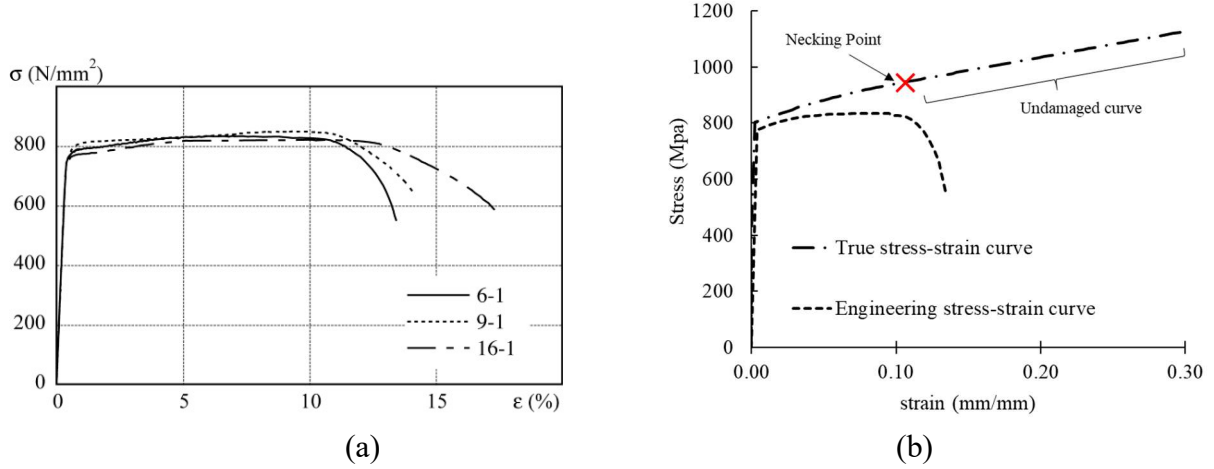 σ (N/mm²)
800
600
400
200
0
0
5
10
15
ε (%)
6-1
9-1
16-1
(a)
1200
1000
800
600
400
200
0
Stress (Mpa)
Necking Point
Undamaged curve
True stress-strain curve
Engineering stress-strain curve
0.00
0.10
0.20
0.30
strain (mm/mm)
(b)